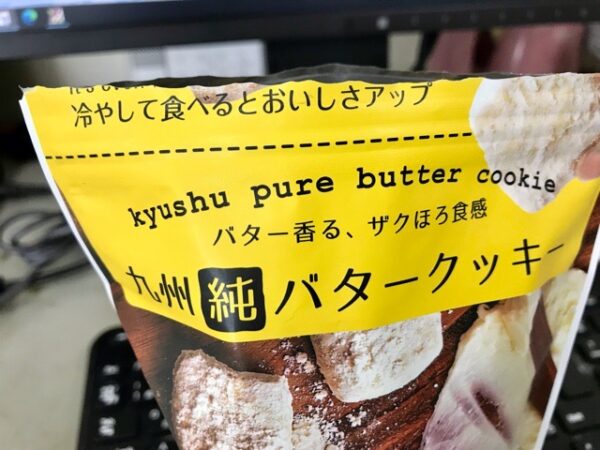 冷やして食べるとおいしさアップ
kyushu pure butter cookie
バター香る、ザクほろ食感
九州純バタークッキー